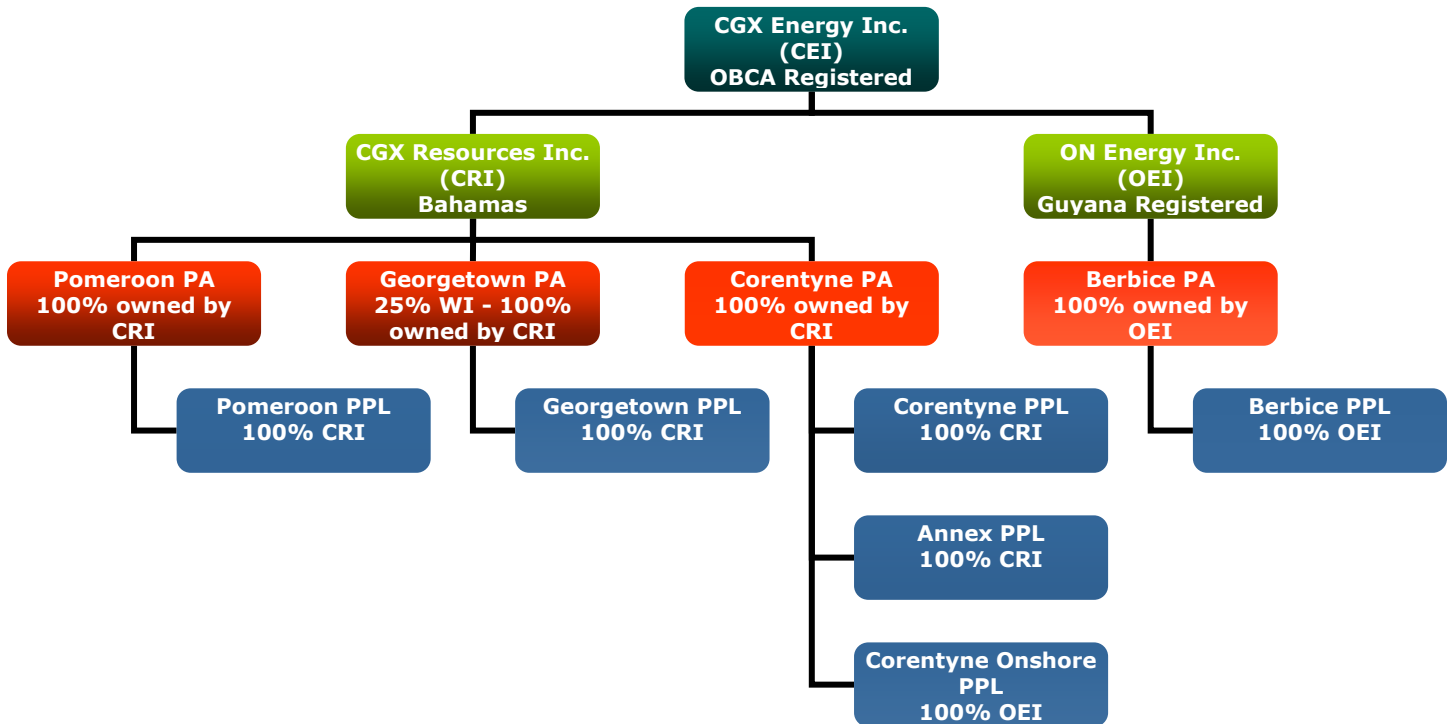 CGX Energy Inc.
(CEI)
OBCA Registered
CGX Resources Inc.
(CRI)
Bahamas
ON Energy Inc.
(OEI)
Guyana Registered
Pomeroon PA
100% owned by
CRI
Georgetown PA
25% WI - 100%
owned by CRI
Corentyne PA
100% owned by
CRI
Berbice PA
100% owned by
OEI
Pomeroon PPL
100% CRI
Georgetown PPL
100% CRI
Corentyne PPL
100% CRI
Berbice PPL
100% OEI
Annex PPL
100% CRI
Corentyne Onshore
PPL
100% OEI